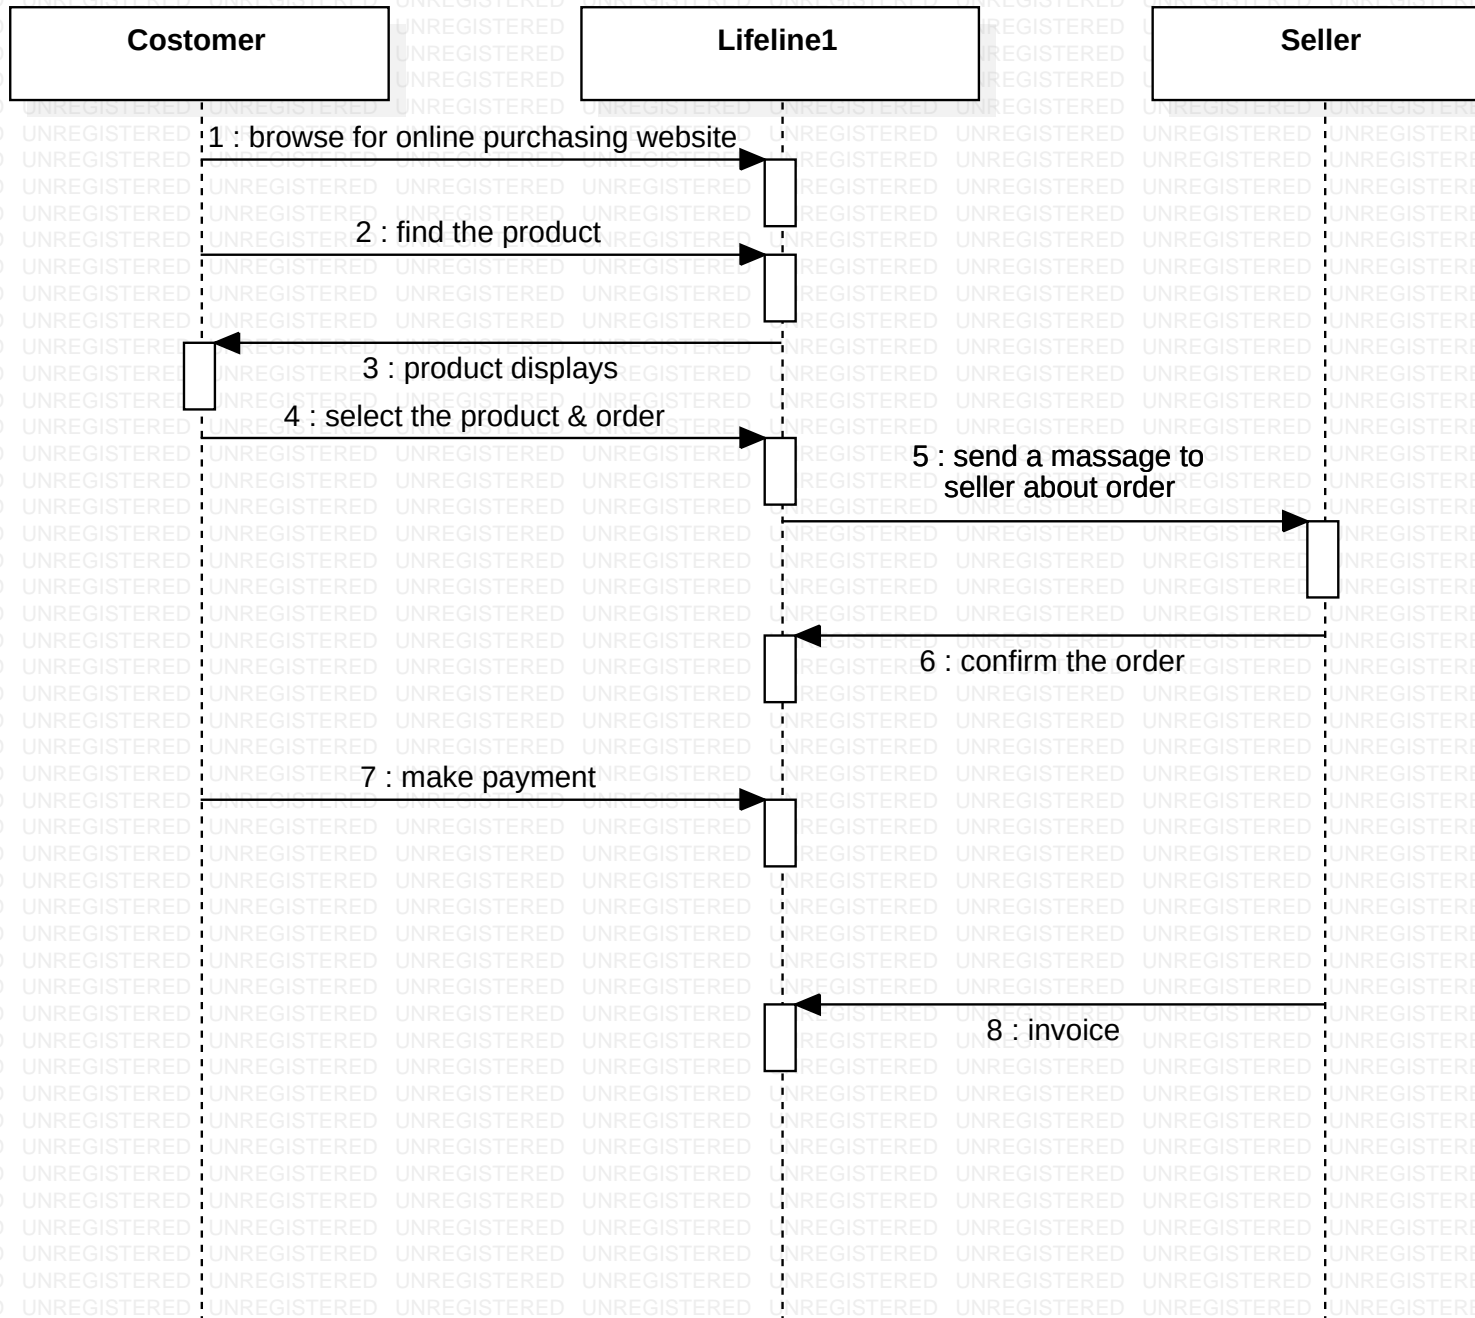 Costomer
Lifeline1
Seller
1 : browse for online purchasing website
2 : find the product
3 : product displays
4 : select the product & order
5 : send a massage to
seller about order
6 : confirm the order
7 : make payment
8 : invoice
UNREGISTERED